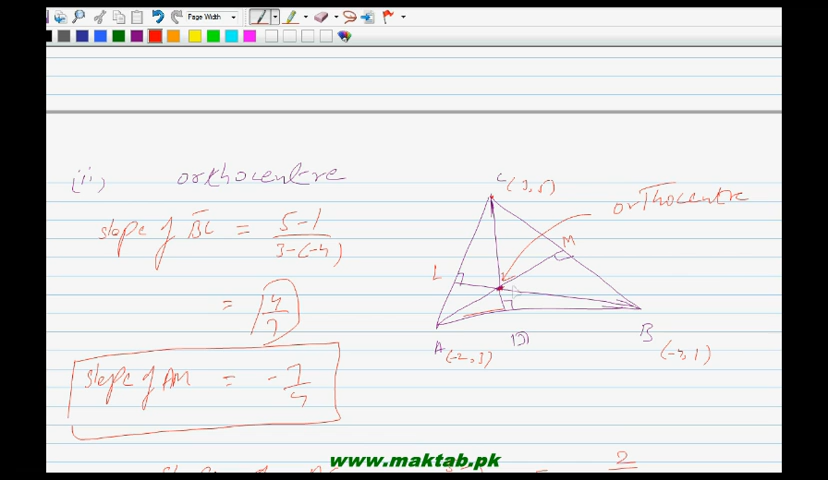 Page Width
(ii) orthocentre
C(3,5)
orThocentre
slope of BC = 5-1
3-(-4)
M
L
= 4
7
A(-2,3)
D
B
(-4,1)
slope of AM = -7
4
www.maktab.pk
2